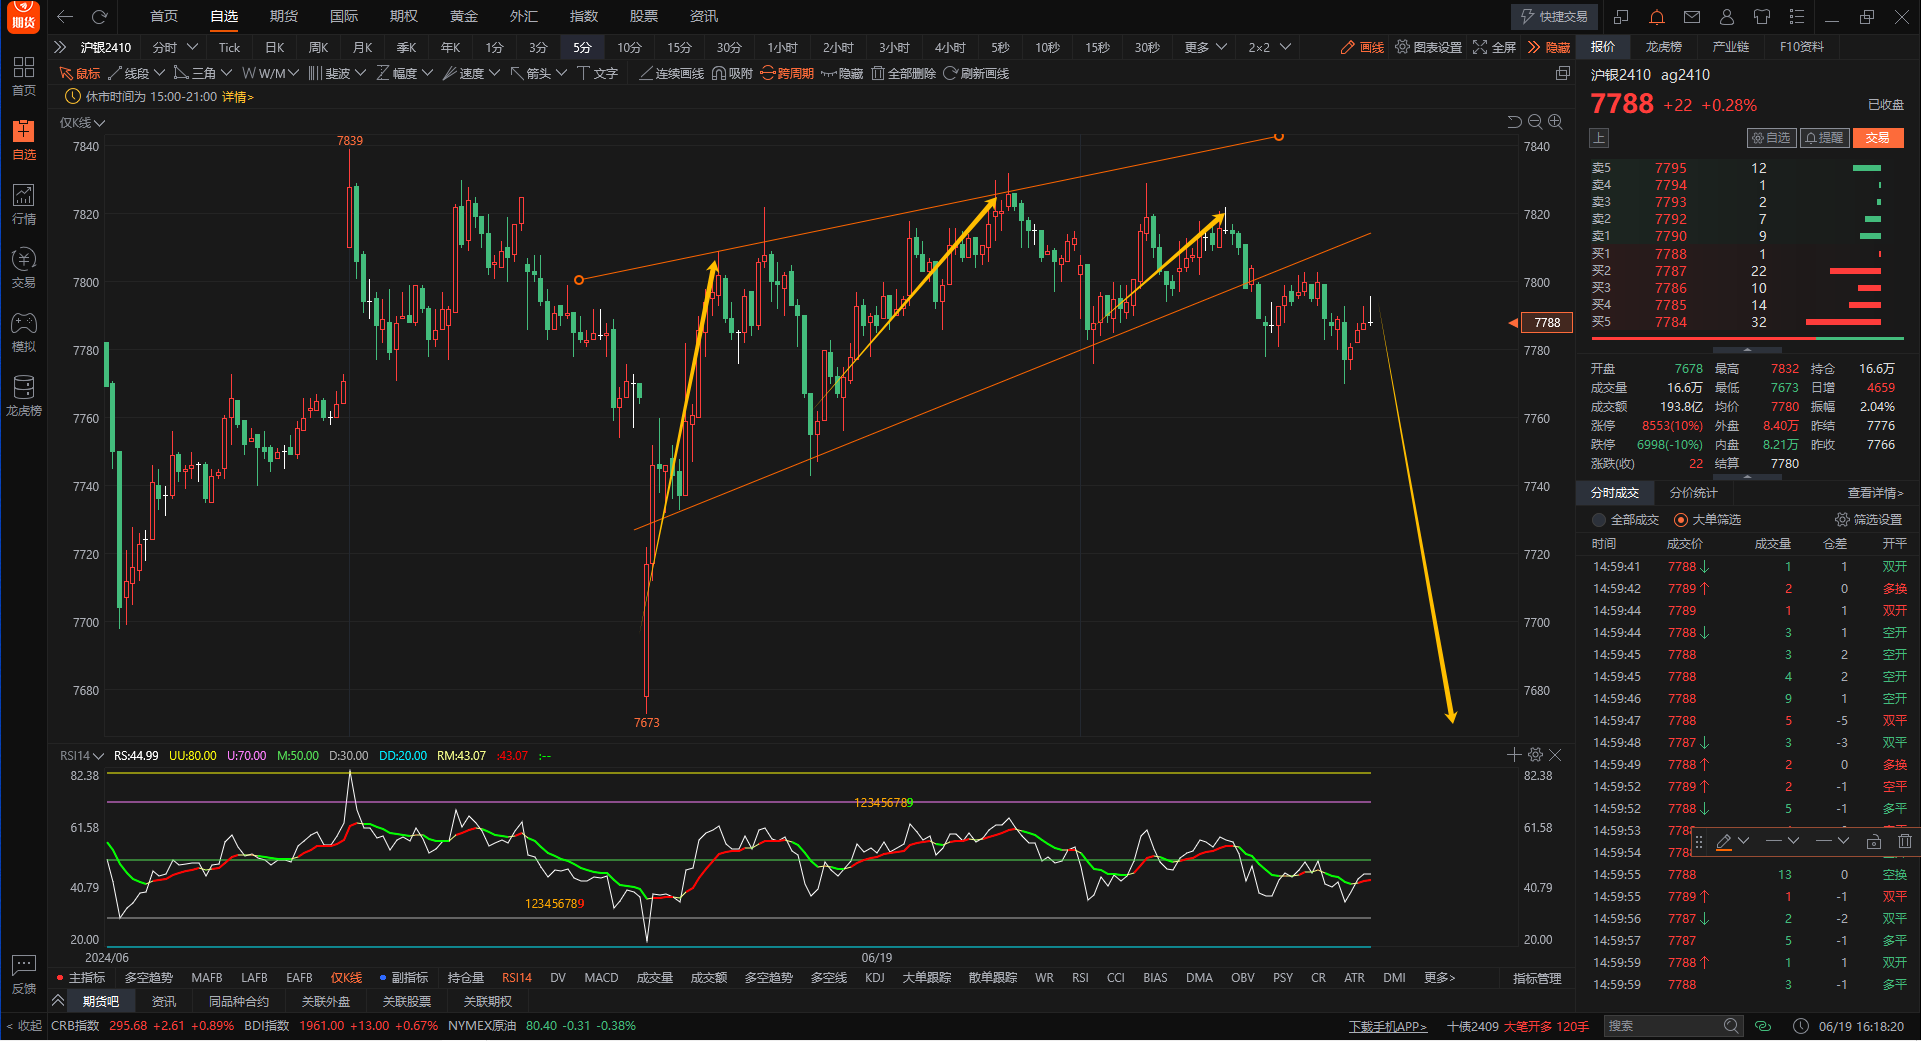 期货
首页 自选 期货 国际 期权 黄金 外汇 指数 股票 资讯 快捷交易
沪银2410 分时 Tick 日K 周K 月K 季K 年K 1分 3分 5分 10分 15分 30分 1小时 2小时 3小时 4小时 5秒 10秒 15秒 30秒 更多 2×2 画线 图表设置 全屏 隐藏 报价 龙虎榜 产业链 F10资料
鼠标 线段 三角 W/M 斐波 幅度 速度 箭头 文字 连续画线 吸附 跨周期 隐藏 全部删除 刷新画线
休市时间为 15:00-21:00 详情>
仅K线
首页
自选
行情
交易
模拟
龙虎榜
反馈
< 收起
7839
7840 7840
7820 7820
7800 7800
7788
7780 7780
7760 7760
7740 7740
7720 7720
7700 7700
7680 7680
7673
RSI14 RS:44.99 UU:80.00 U:70.00 M:50.00 D:30.00 DD:20.00 RM:43.07 :43.07 :--
82.38 82.38
123456789
61.58 61.58
40.79 40.79
123456789
20.00 20.00
2024/06 06/19
主指标 多空趋势 MAFB LAFB EAFB 仅K线 副指标 持仓量 RSI14 DV MACD 成交量 成交额 多空趋势 多空线 KDJ 大单跟踪 散单跟踪 WR RSI CCI BIAS DMA OBV PSY CR ATR DMI 更多> 指标管理
期货吧 资讯 同品种合约 关联外盘 关联股票 关联期权
CRB指数 295.68 +2.61 +0.89% BDI指数 1961.00 +13.00 +0.67% NYMEX原油 80.40 -0.31 -0.38% 下载手机APP> 十债2409 大笔开多 120手 搜索 06/19 16:18:20
沪银2410 ag2410
7788 +22 +0.28% 已收盘
上 自选 提醒 交易
卖5 7795 12
卖4 7794 1
卖3 7793 2
卖2 7792 7
卖1 7790 9
买1 7788 1
买2 7787 22
买3 7786 10
买4 7785 14
买5 7784 32
开盘 7678 最高 7832 持仓 16.6万
成交量 16.6万 最低 7673 日增 4659
成交额 193.8亿 均价 7780 振幅 2.04%
涨停 8553(10%) 外盘 8.40万 昨结 7776
跌停 6998(-10%) 内盘 8.21万 昨收 7766
涨跌(收) 22 结算 7780
分时成交 分价统计 查看详情>
全部成交 大单筛选 筛选设置
时间 成交价 成交量 仓差 开平
14:59:41 7788↓ 1 1 双开
14:59:42 7789↑ 2 0 多换
14:59:44 7789 1 1 双开
14:59:44 7788↓ 3 1 空开
14:59:45 7788 3 2 空开
14:59:45 7788 4 2 空开
14:59:46 7788 9 1 空开
14:59:47 7788 5 -5 双平
14:59:48 7787↓ 3 -3 双平
14:59:49 7788↑ 2 0 多换
14:59:52 7789↑ 2 -1 空平
14:59:52 7788↓ 5 -1 多平
14:59:53
14:59:54
14:59:55 7788 13 0 空换
14:59:55 7789↑ 1 -1 双平
14:59:56 7787↓ 2 -2 双平
14:59:57 7787 5 -1 多平
14:59:59 7788↑ 1 1 双开
14:59:59 7788 3 -1 多平